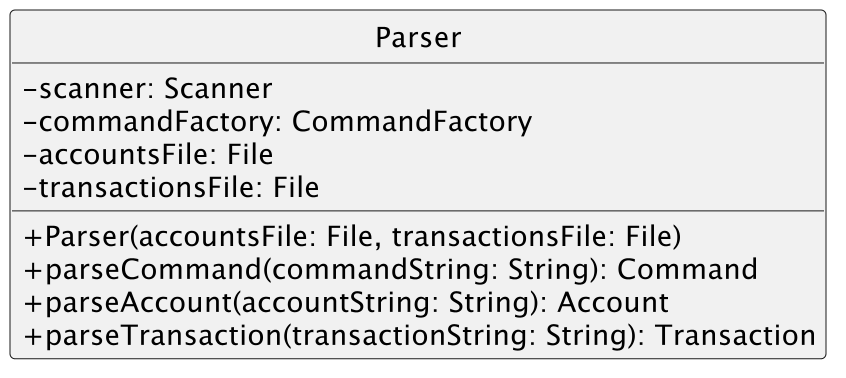 Parser
-scanner: Scanner
-commandFactory: CommandFactory
-accountsFile: File
-transactionsFile: File
+Parser(accountsFile: File, transactionsFile: File)
+parseCommand(commandString: String): Command
+parseAccount(accountString: String): Account
+parseTransaction(transactionString: String): Transaction